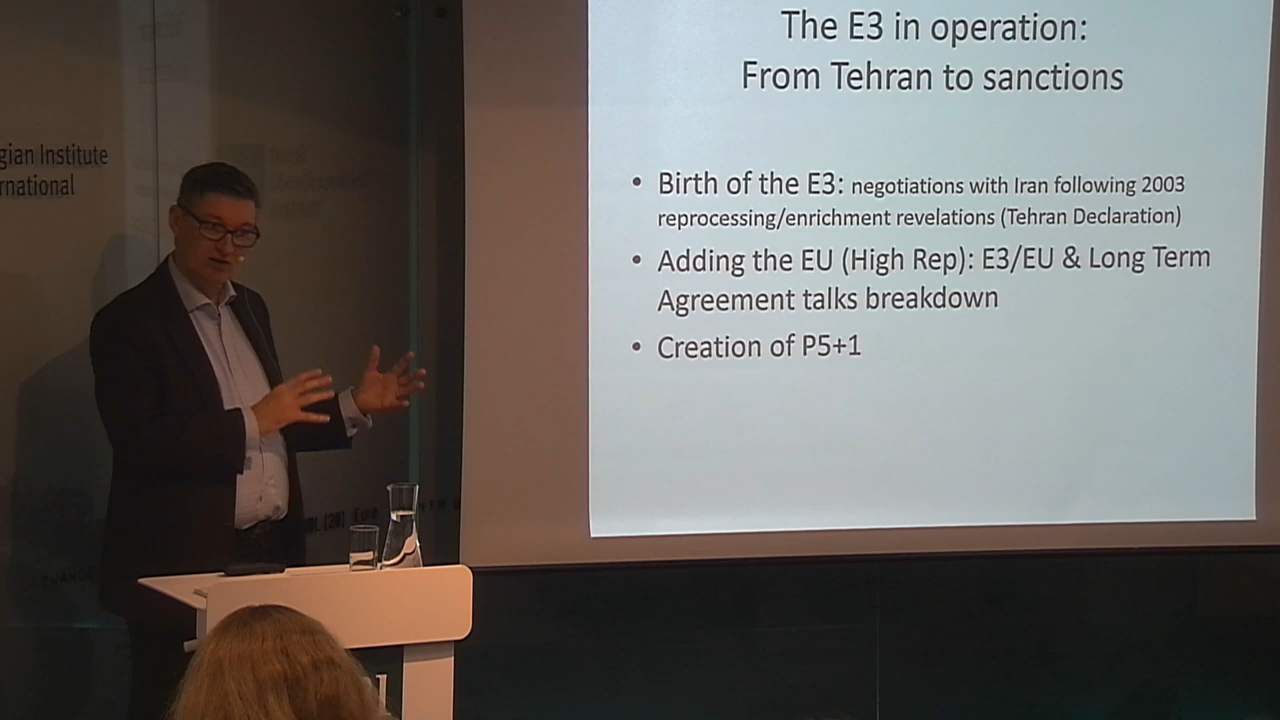 The E3 in operation:
From Tehran to sanctions
gian Institute
rnational
• Birth of the E3: negotiations with Iran following 2003
reprocessing/enrichment revelations (Tehran Declaration)
• Adding the EU (High Rep): E3/EU & Long Term
Agreement talks breakdown
• Creation of P5+1